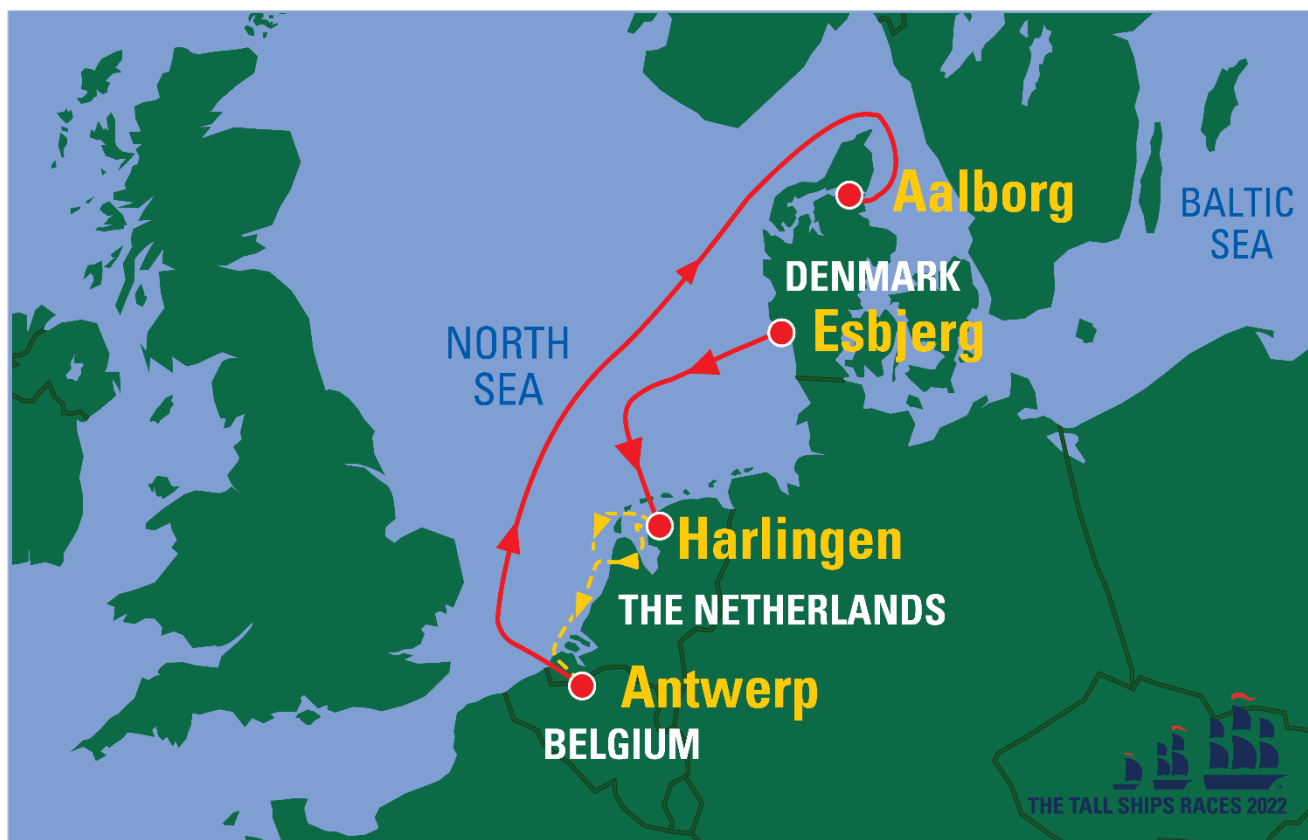 Aalborg
BALTIC
SEA
DENMARK
Esbjerg
NORTH
SEA
Harlingen
THE NETHERLANDS
Antwerp
BELGIUM
THE TALL SHIPS RACES 2022